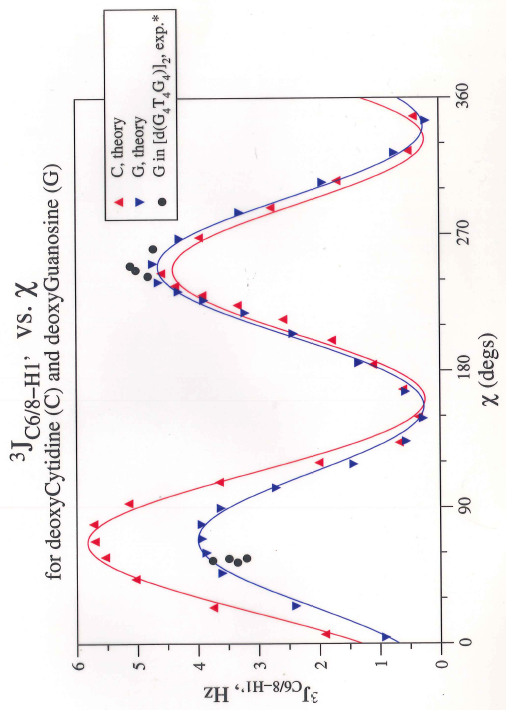 ³J_C6/8–H1', vs. χ
for deoxyCytidine (C) and deoxyGuanosine (G)
C, theory
G, theory
G in [d(G₄T₄G₄)]₂, exp.*
³J_C6/8–H1', Hz
6
5
4
3
2
1
0
0
90
180
270
360
χ (degs)